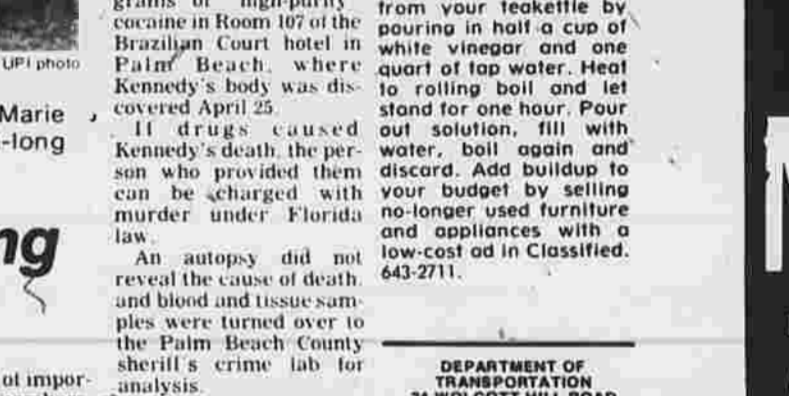 UPI photo
Marie
-long
ng
of impor-
grams of high-purity
cocaine in Room 107 of the
Brazilian Court hotel in
Palm Beach, where
Kennedy's body was dis-
covered April 25.
If drugs caused
Kennedy's death, the per-
son who provided them
can be charged with
murder under Florida
law.
An autopsy did not
reveal the cause of death,
and blood and tissue sam-
ples were turned over to
the Palm Beach County
sheriff's crime lab for
analysis.
from your teakettle by
pouring in half a cup of
white vinegar and one
quart of tap water. Heat
to rolling boil and let
stand for one hour. Pour
out solution, fill with
water, boil again and
discard. Add buildup to
your budget by selling
no-longer used furniture
and appliances with a
low-cost ad in Classified.
643-2711.
DEPARTMENT OF
TRANSPORTATION
24 WOLCOTT HILL ROAD